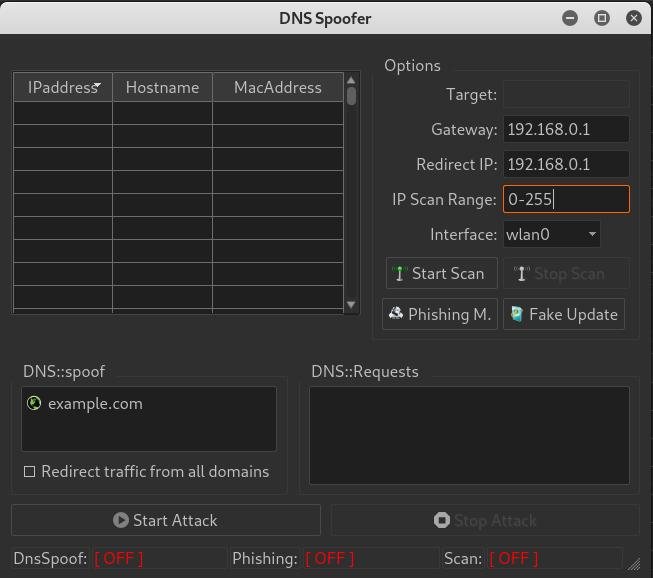 DNS Spoofer
IPaddress Hostname MacAddress
Options
Target:
Gateway: 192.168.0.1
Redirect IP: 192.168.0.1
IP Scan Range: 0-255
Interface: wlan0
Start Scan Stop Scan
Phishing M. Fake Update
DNS::spoof
example.com
Redirect traffic from all domains
DNS::Requests
Start Attack Stop Attack
DnsSpoof: [ OFF ] Phishing: [ OFF ] Scan: [ OFF ]